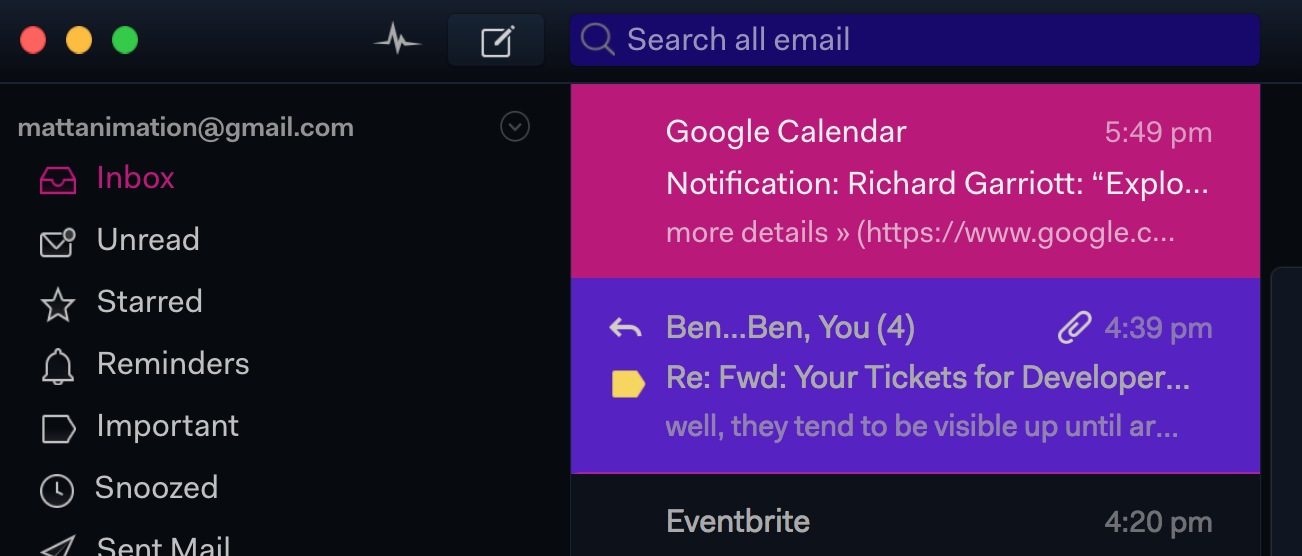 Search all email
mattanimation@gmail.com
Inbox
Unread
Starred
Reminders
Important
Snoozed
Sent Mail
Google Calendar 5:49 pm
Notification: Richard Garriott: “Explo...
more details » (https://www.google.c...
Ben...Ben, You (4) 4:39 pm
Re: Fwd: Your Tickets for Developer...
well, they tend to be visible up until ar...
Eventbrite 4:20 pm